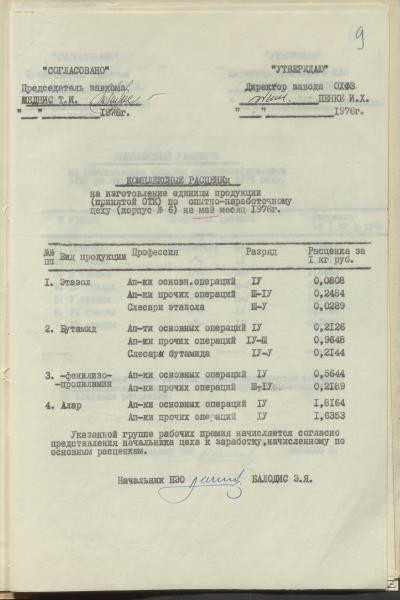 9
"СОГЛАСОВАНО" "УТВЕРЖДАЮ"
Председатель завкома Директор завода ОХФЗ
ШЕДНИС Т.И. ПЕНКЕ И.Х.
" " 1976г. " " 1976г.
КОМПЛЕКСНЫЕ РАСЦЕНКИ
на изготовление единицы продукции
(принятой ОТК) по опытно-наработочному
цеху (корпус № 6) на май месяц 1976г.
№№ пп Вид продукции Профессия Разряд Расценка за 1 кг руб.
1. Этазол Ап-ки основн.операций IУ 0,0808
Ап-ки прочих операций Ш-IУ 0,2484
Слесари этазола Ш-У 0,0289
2. Бутамид Ап-ти основных операций IУ 0,2126
Ап-ки прочих операций IУ-Ш 0,9648
Слесари бутамида IУ-У 0,2144
3. -фенилизо- Ап-ки основных операций IУ 0,5644
-пропиламин Ап-ки прочих операций Ш-IУ 0,2189
4. Алар Ап-ки основных операций IУ 1,8164
Ап-ки прочих операций IУ 1,6353
Указанной группе рабочих премия начисляется согласно
представления начальника цеха к заработку,начисленному по
основным расценкам.
Начальник ПЭО БАЛОДИС Э.Я.